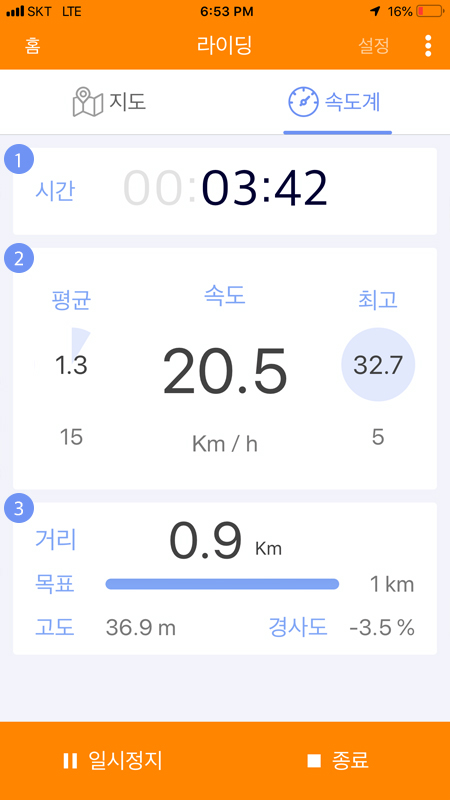 SKT LTE 6:53 PM 16%
홈 라이딩 설정
지도 속도계
1
시간 00:03:42
2
평균 속도 최고
1.3 20.5 32.7
15 Km / h 5
3
거리 0.9 Km
목표 1 km
고도 36.9 m 경사도 -3.5 %
일시정지 종료